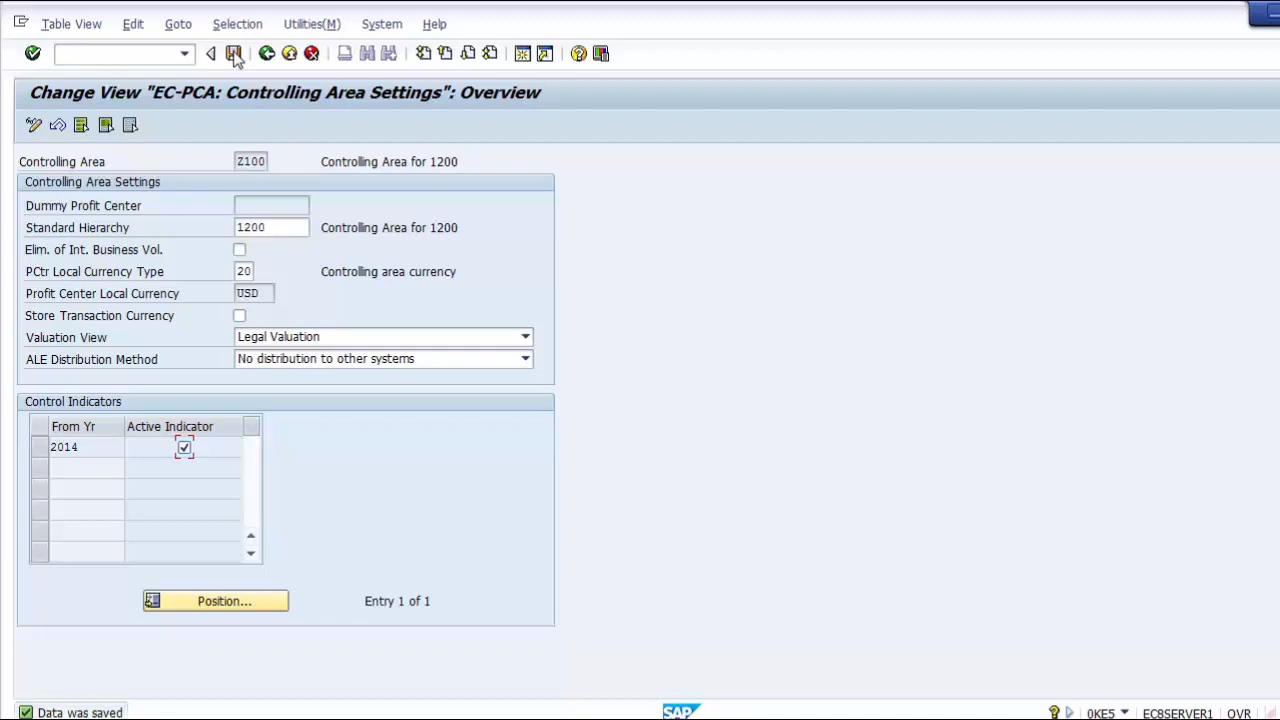 Table View Edit Goto Selection Utilities(M) System Help
Change View "EC-PCA: Controlling Area Settings": Overview
Controlling Area Z100 Controlling Area for 1200
Controlling Area Settings
Dummy Profit Center
Standard Hierarchy 1200 Controlling Area for 1200
Elim. of Int. Business Vol.
PCtr Local Currency Type 20 Controlling area currency
Profit Center Local Currency USD
Store Transaction Currency
Valuation View Legal Valuation
ALE Distribution Method No distribution to other systems
Control Indicators
From Yr Active Indicator
2014
Position... Entry 1 of 1
Data was saved SAP 0KE5 EC8SERVER1 OVR